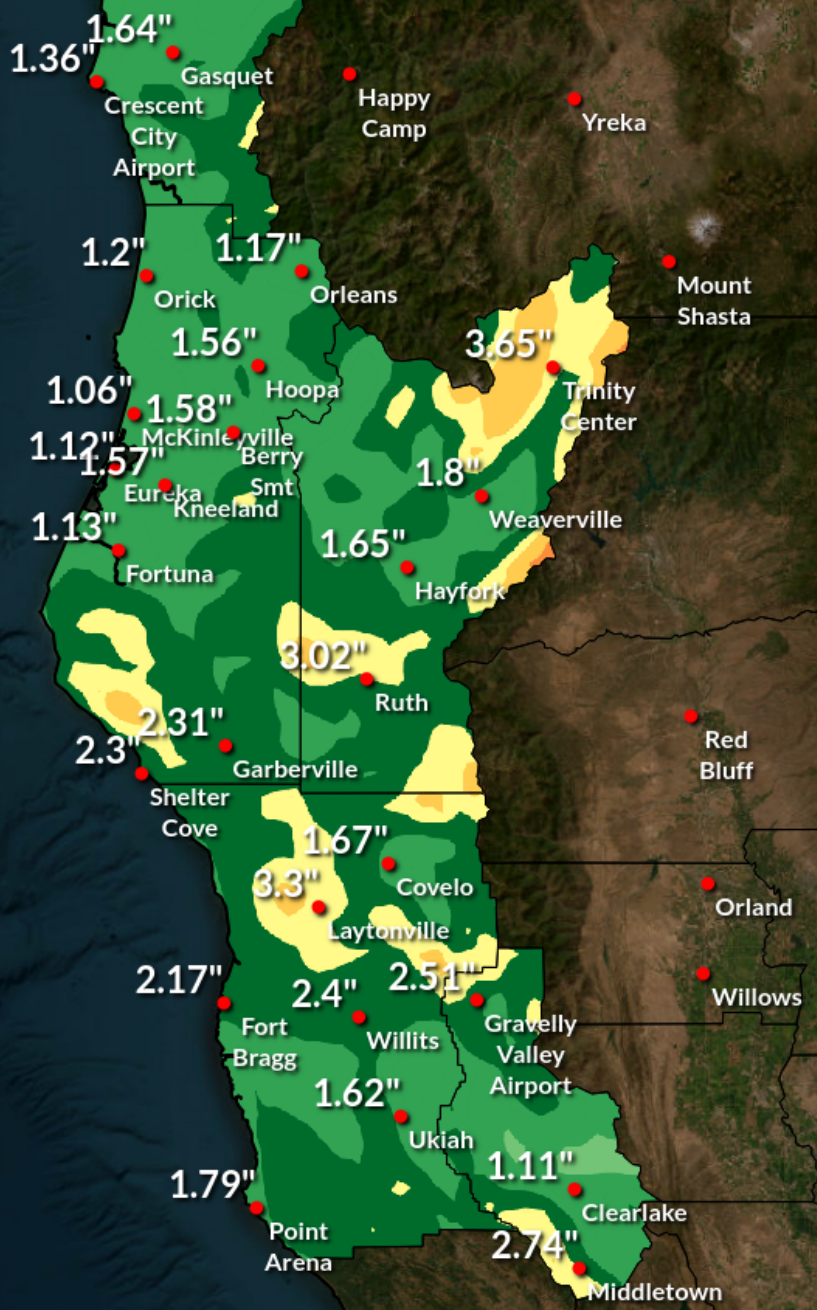 1.64"
1.36"
Gasquet
Happy
Camp
Crescent
City
Airport
Yreka
1.2"
1.17"
Orick
Orleans
Mount
Shasta
1.56"
3.65"
Hoopa
Trinity
Center
1.06"
1.58"
McKinleyville
1.12"
1.57"
Berry
Smt
Eureka
Kneeland
1.8"
Weaverville
1.13"
1.65"
Fortuna
Hayfork
3.02"
Ruth
2.31"
2.3"
Garberville
Red
Bluff
Shelter
Cove
1.67"
Covelo
3.3"
Laytonville
Orland
2.17"
2.4"
2.51"
Willows
Fort
Bragg
Willits
Gravelly
Valley
Airport
1.62"
Ukiah
1.79"
1.11"
Clearlake
Point
Arena
2.74"
Middletown